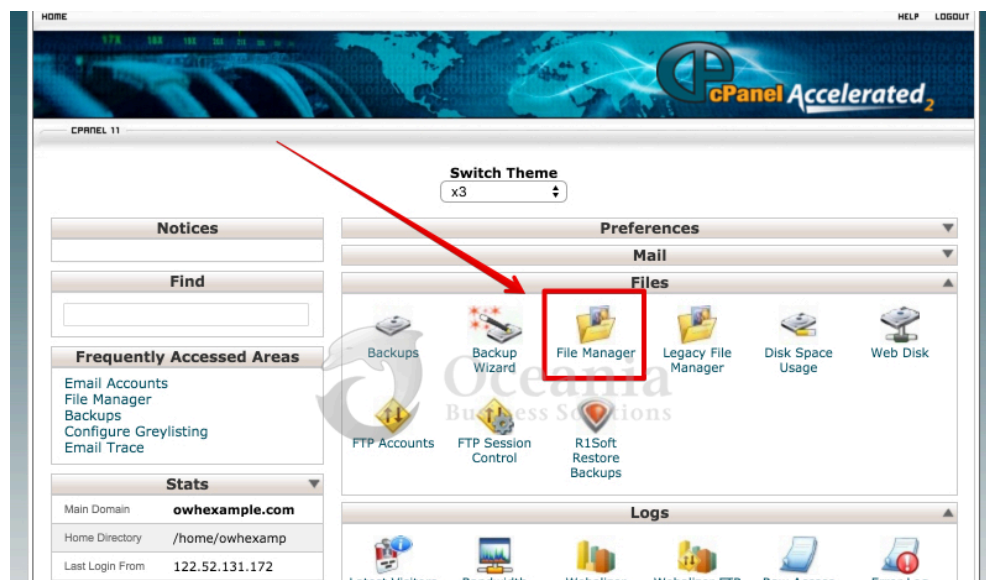 HOME
HELP LOGOUT
cPanel Accelerated2
CPANEL 11
Switch Theme
x3
Notices
Find
Frequently Accessed Areas
Email Accounts
File Manager
Backups
Configure Greylisting
Email Trace
Stats
Main Domain owhexample.com
Home Directory /home/owhexamp
Last Login From 122.52.131.172
Preferences
Mail
Files
Backups
Backup
Wizard
File Manager
Legacy File
Manager
Disk Space
Usage
Web Disk
FTP Accounts
FTP Session
Control
R1Soft
Restore
Backups
Oceania
Business Solutions
Logs